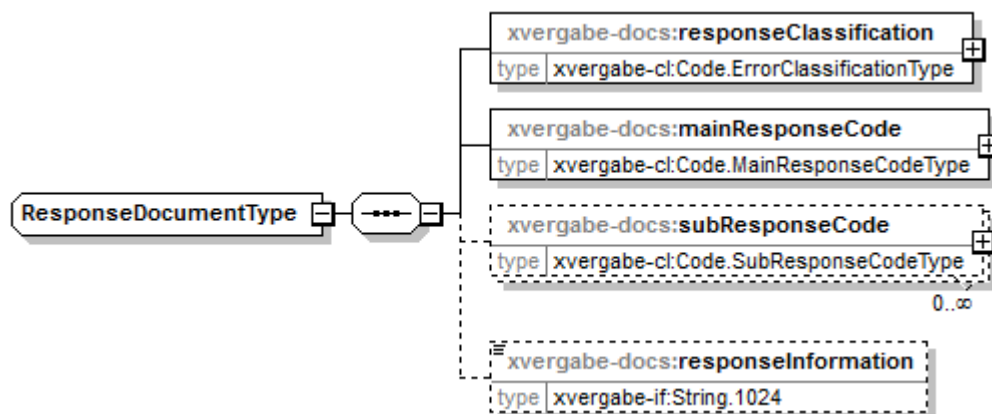 xvergabe-docs:responseClassification
type xvergabe-cl:Code.ErrorClassificationType
xvergabe-docs:mainResponseCode
type xvergabe-cl:Code.MainResponseCodeType
ResponseDocumentType
xvergabe-docs:subResponseCode
type xvergabe-cl:Code.SubResponseCodeType
0..∞
xvergabe-docs:responseInformation
type xvergabe-if:String.1024